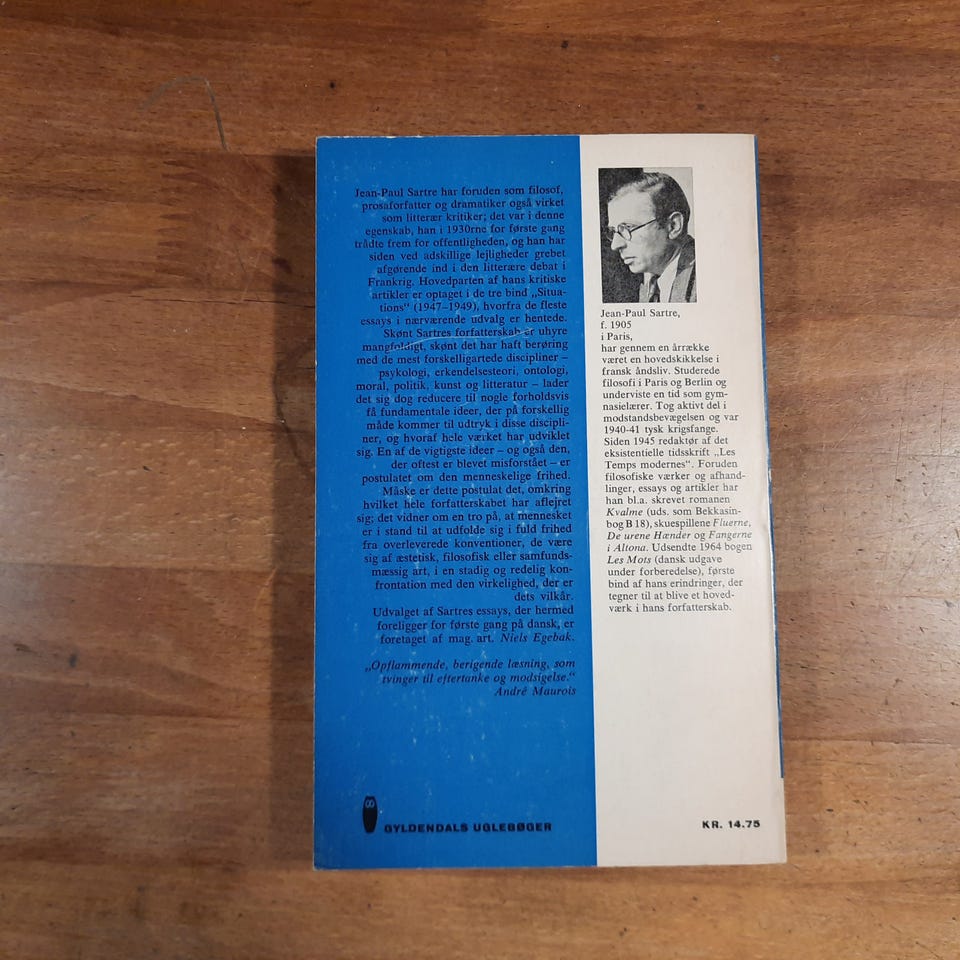 Jean-Paul Sartre har foruden som filosof,
prosaforfatter og dramatiker også virket
som litterær kritiker; det var i denne
egenskab, han i 1930rne for første gang
trådte frem for offentligheden, og han har
siden ved adskillige lejligheder grebet
afgørende ind i den litterære debat i
Frankrig. Hovedparten af hans kritiske
artikler er optaget i de tre bind „Situa-
tions“ (1947–1949), hvorfra de fleste
essays i nærværende udvalg er hentede.
Skønt Sartres forfatterskab er uhyre
mangfoldigt, skønt det har haft berøring
med de mest forskelligartede discipliner –
psykologi, erkendelsesteori, ontologi,
moral, politik, kunst og litteratur – lader
det sig dog reducere til nogle forholdsvis
få fundamentale ideer, der på forskellig
måde kommer til udtryk i disse discipli-
ner, og hvoraf hele værket har udviklet
sig. En af de vigtigste ideer – og også den,
der oftest er blevet misforstået – er
postulatet om den menneskelige frihed.
Måske er dette postulat det, omkring
hvilket hele forfatterskabet har aflejret
sig; det vidner om en tro på, at mennesket
er i stand til at udfolde sig i fuld frihed
fra overleverede konventioner, de være
sig af æstetisk, filosofisk eller samfunds-
mæssig art, i en stadig og redelig kon-
frontation med den virkelighed, der er
dets vilkår.
Udvalget af Sartres essays, der hermed
foreligger for første gang på dansk, er
foretaget af mag. art. Niels Egebak.
„Opflammende, berigende læsning, som
tvinger til eftertanke og modsigelse.“
André Maurois
GYLDENDALS UGLEBØGER
Jean-Paul Sartre,
f. 1905
i Paris,
har gennem en årrække
været en hovedskikkelse i
fransk åndsliv. Studerede
filosofi i Paris og Berlin og
underviste en tid som gym-
nasielærer. Tog aktivt del i
modstandsbevægelsen og var
1940-41 tysk krigsfange.
Siden 1945 redaktør af det
eksistentielle tidsskrift „Les
Temps modernes“. Foruden
filosofiske værker og afhand-
linger, essays og artikler har
han bl.a. skrevet romanen
Kvalme (uds. som Bekkasin-
bog B 18), skuespillene Fluerne,
De urene Hænder og Fangerne
i Altona. Udsendte 1964 bogen
Les Mots (dansk udgave
under forberedelse), første
bind af hans erindringer, der
tegner til at blive et hoved-
værk i hans forfatterskab.
KR. 14.75